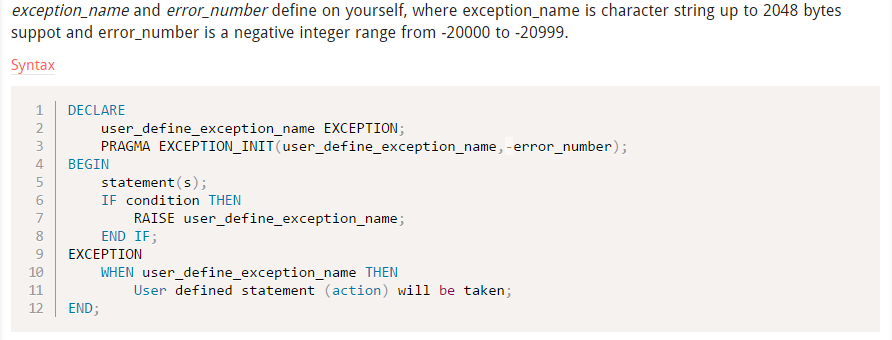 exception_name and error_number define on yourself, where exception_name is character string up to 2048 bytes
suppot and error_number is a negative integer range from -20000 to -20999.
Syntax
1 DECLARE
2 user_define_exception_name EXCEPTION;
3 PRAGMA EXCEPTION_INIT(user_define_exception_name,-error_number);
4 BEGIN
5 statement(s);
6 IF condition THEN
7 RAISE user_define_exception_name;
8 END IF;
9 EXCEPTION
10 WHEN user_define_exception_name THEN
11 User defined statement (action) will be taken;
12 END;